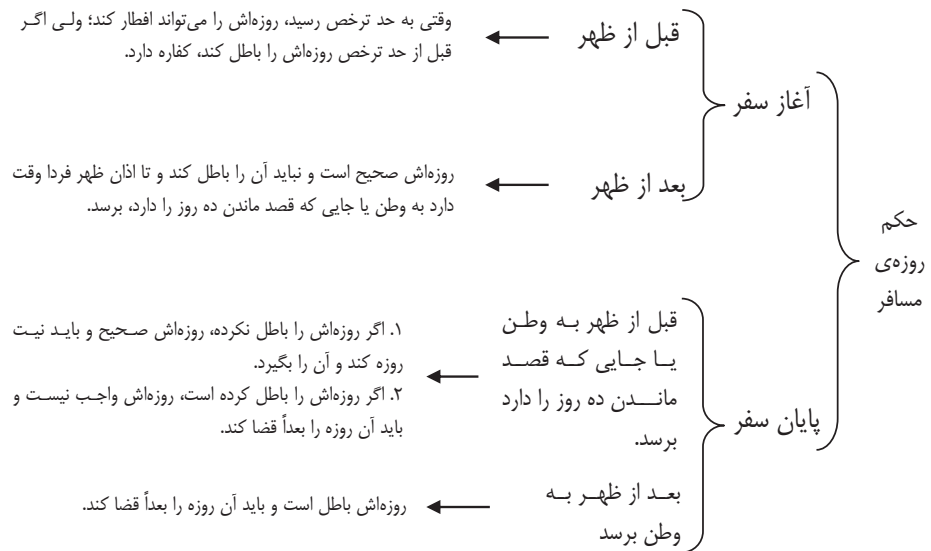 حکم
روزه‌ی
مسافر
آغاز سفر
قبل از ظهر
وقتی به حد ترخص رسید، روزه‌اش را می‌تواند افطار کند؛ ولی اگر
قبل از حد ترخص روزه‌اش را باطل کند، کفاره دارد.
بعد از ظهر
روزه‌اش صحیح است و نباید آن را باطل کند و تا اذان ظهر فردا وقت
دارد به وطن یا جایی که قصد ماندن ده روز را دارد، برسد.
پایان سفر
قبل از ظهر به وطن
یا جایی که قصد
ماندن ده روز را دارد
برسد.
۱. اگر روزه‌اش را باطل نکرده، روزه‌اش صحیح و باید نیت
روزه کند و آن را بگیرد.
۲. اگر روزه‌اش را باطل کرده است، روزه‌اش واجب نیست و
باید آن روزه را بعداً قضا کند.
بعد از ظهر به
وطن برسد
روزه‌اش باطل است و باید آن روزه را بعداً قضا کند.